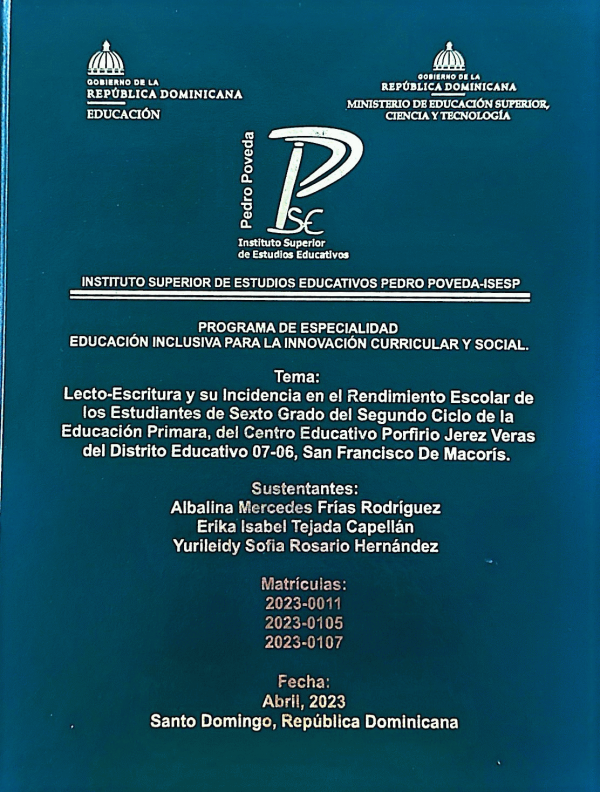 GOBIERNO DE LA
REPÚBLICA DOMINICANA
EDUCACIÓN
GOBIERNO DE LA
REPÚBLICA DOMINICANA
MINISTERIO DE EDUCACIÓN SUPERIOR,
CIENCIA Y TECNOLOGÍA
Pedro Poveda
ISE
Instituto Superior
de Estudios Educativos
INSTITUTO SUPERIOR DE ESTUDIOS EDUCATIVOS PEDRO POVEDA-ISESP
PROGRAMA DE ESPECIALIDAD
EDUCACIÓN INCLUSIVA PARA LA INNOVACIÓN CURRICULAR Y SOCIAL.
Tema:
Lecto-Escritura y su Incidencia en el Rendimiento Escolar de
los Estudiantes de Sexto Grado del Segundo Ciclo de la
Educación Primara, del Centro Educativo Porfirio Jerez Veras
del Distrito Educativo 07-06, San Francisco De Macorís.
Sustentantes:
Albalina Mercedes Frías Rodríguez
Erika Isabel Tejada Capellán
Yurileidy Sofia Rosario Hernández
Matrículas:
2023-0011
2023-0105
2023-0107
Fecha:
Abril, 2023
Santo Domingo, República Dominicana